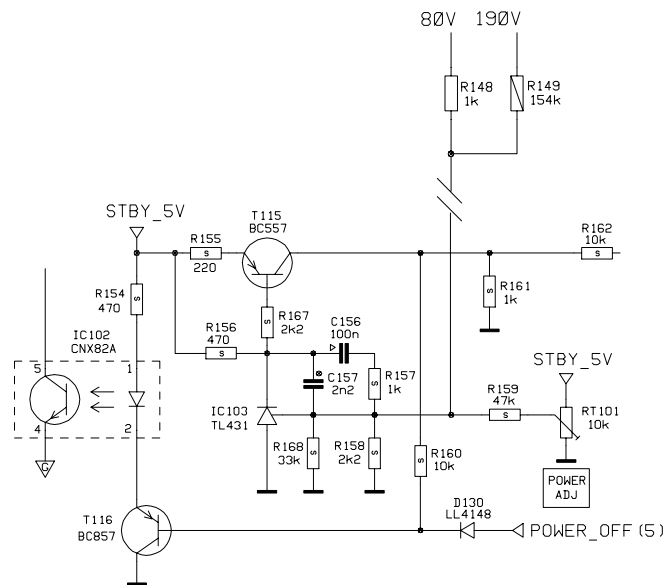 80V 190V
R148
1k
R149
154k
STBY_5V
T115
BC557
R155
220
R162
10k
R154
470
R161
1k
R167
2k2
R156
470
C156
100n
IC102
CNX82A
STBY_5V
5
1
C157
2n2
R157
1k
R159
47k
RT101
10k
IC103
TL431
4
2
R168
33k
R158
2k2
R160
10k
G
POWER
ADJ
T116
BC857
D130
LL4148
POWER_OFF (5)
s
s
s
s
s
s
s
s
s
s
s